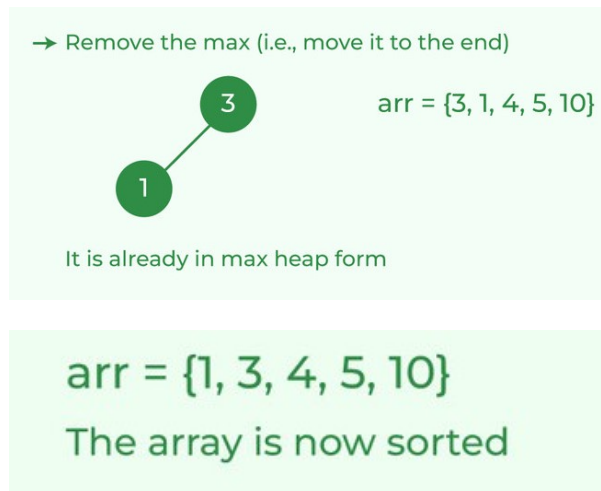 → Remove the max (i.e., move it to the end)
3
arr = {3, 1, 4, 5, 10}
1
It is already in max heap form
arr = {1, 3, 4, 5, 10}
The array is now sorted